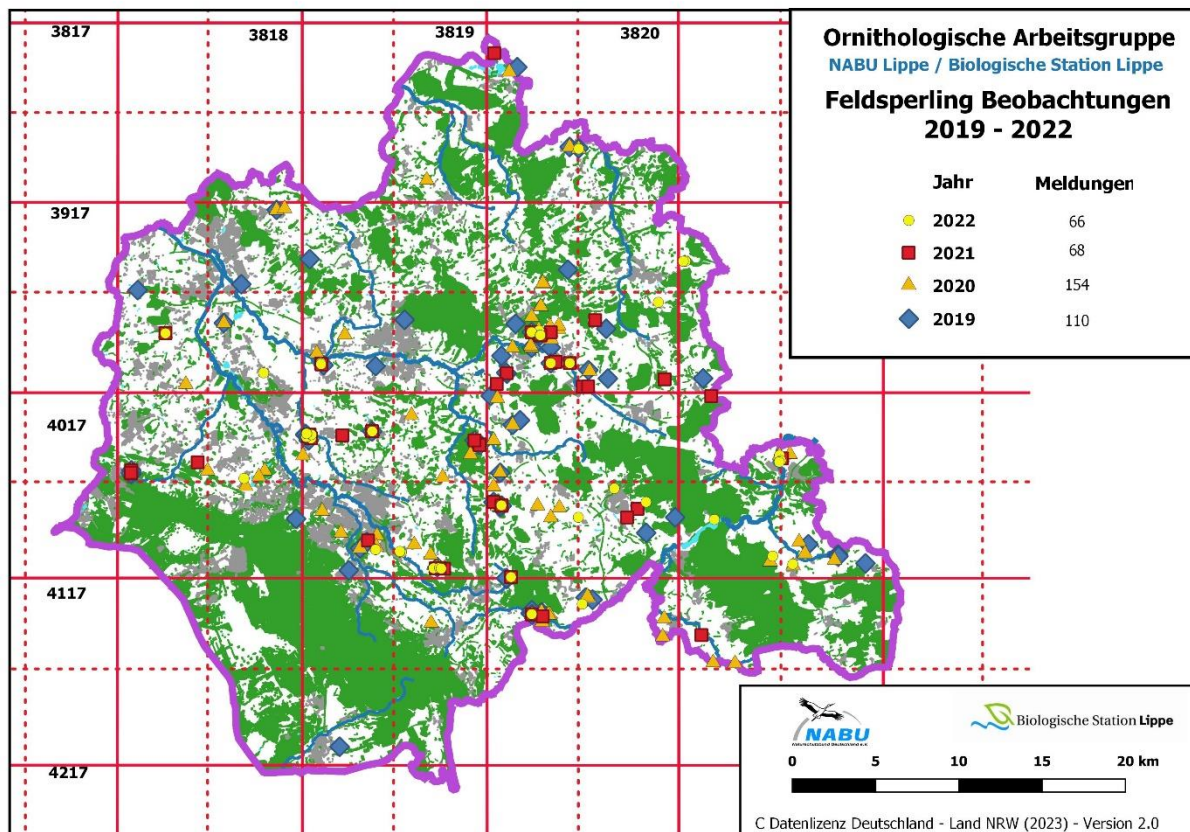 3817
3818
3819
3820
3917
4017
4117
4217
Ornithologische Arbeitsgruppe
NABU Lippe / Biologische Station Lippe
Feldsperling Beobachtungen
2019 - 2022
Jahr Meldungen
2022 66
2021 68
2020 154
2019 110
NABU
Naturschutzbund Deutschland e.V.
Biologische Station Lippe
0 5 10 15 20 km
C Datenlizenz Deutschland - Land NRW (2023) - Version 2.0